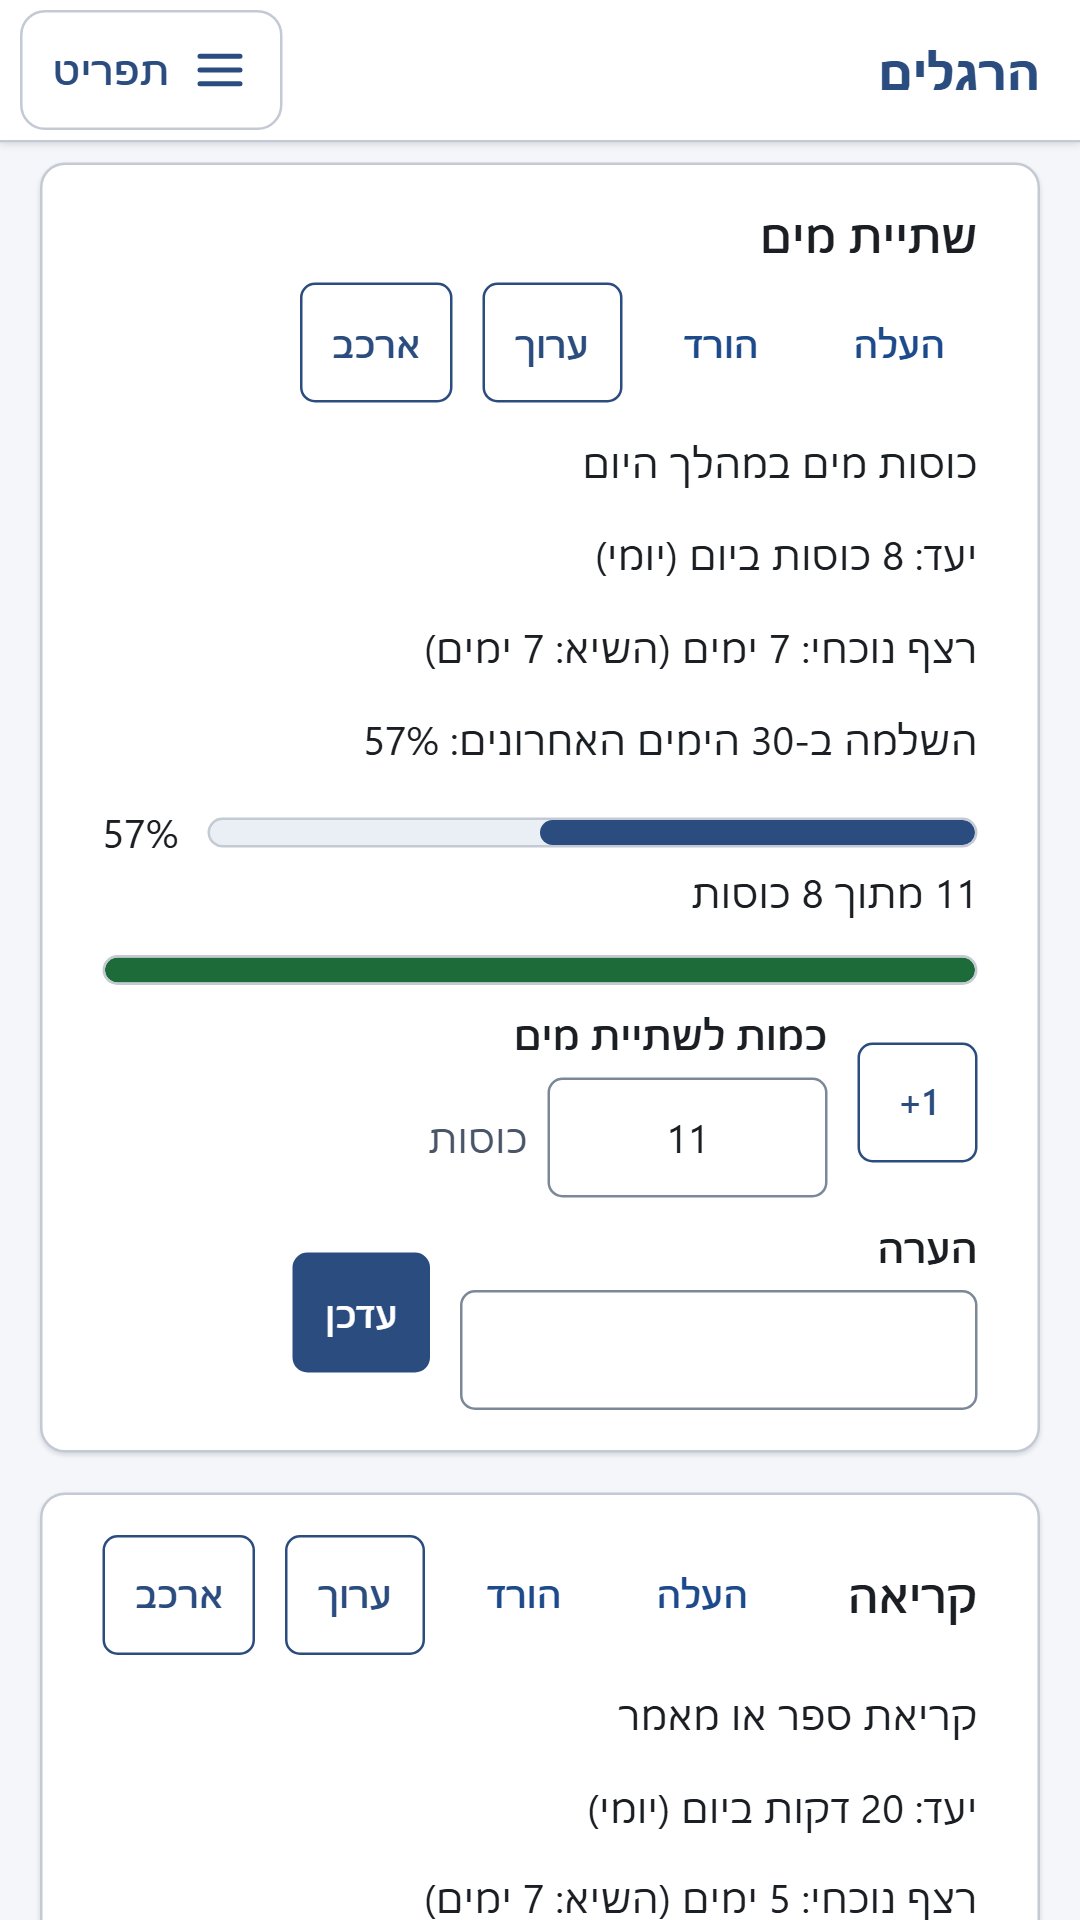 הרגלים
תפריט
שתיית מים
העלה
הורד
ערוך
ארכב
כוסות מים במהלך היום
יעד: 8 כוסות ביום (יומי)
רצף נוכחי: 7 ימים (השיא: 7 ימים)
השלמה ב-30 הימים האחרונים: 57%
57%
11 מתוך 8 כוסות
כמות לשתיית מים
+1
11
כוסות
הערה
עדכן
קריאה
העלה
הורד
ערוך
ארכב
קריאת ספר או מאמר
יעד: 20 דקות ביום (יומי)
רצף נוכחי: 5 ימים (השיא: 7 ימים)